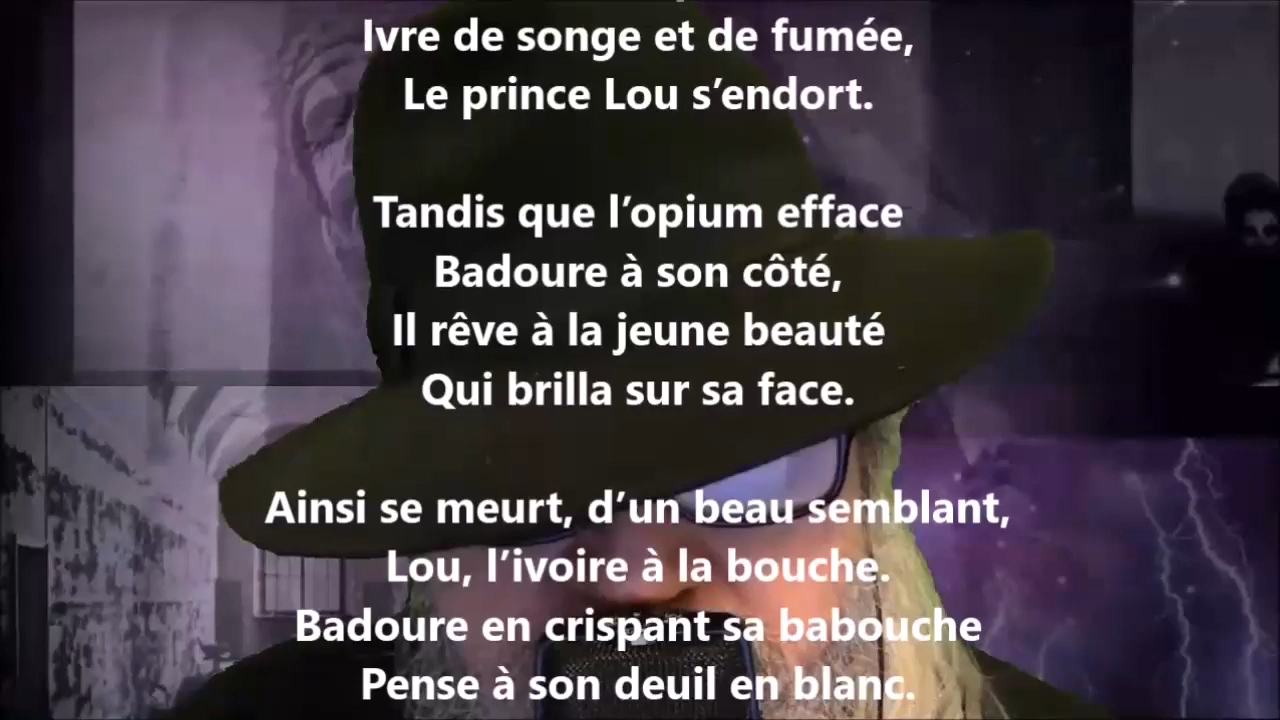 Ivre de songe et de fumée,
Le prince Lou s’endort.
Tandis que l’opium efface
Badoure à son côté,
Il rêve à la jeune beauté
Qui brilla sur sa face.
Ainsi se meurt, d’un beau semblant,
Lou, l’ivoire à la bouche.
Badoure en crispant sa babouche
Pense à son deuil en blanc.